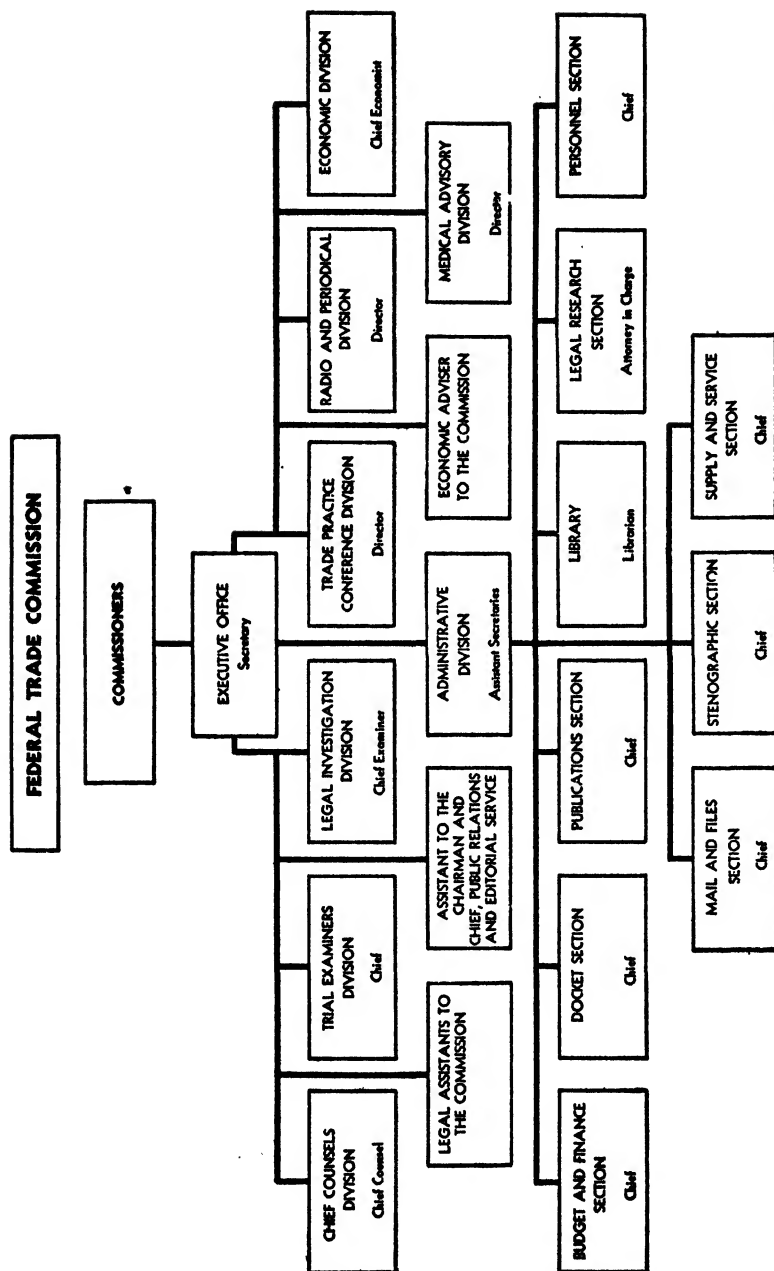 FEDERAL TRADE COMMISSION
COMMISSIONERS
EXECUTIVE OFFICE
Secretary
CHIEF COUNSELS
DIVISION
Chief Counsel
TRIAL EXAMINERS
DIVISION
Chief
LEGAL INVESTIGATION
DIVISION
Chief Examiner
TRADE PRACTICE
CONFERENCE DIVISION
Director
RADIO AND PERIODICAL
DIVISION
Director
ECONOMIC DIVISION
Chief Economist
LEGAL ASSISTANTS TO
THE COMMISSION
ASSISTANT TO THE
CHAIRMAN AND
CHIEF, PUBLIC RELATIONS
AND EDITORIAL SERVICE
ADMINISTRATIVE
DIVISION
Assistant Secretaries
ECONOMIC ADVISER
TO THE COMMISSION
MEDICAL ADVISORY
DIVISION
Director
BUDGET AND FINANCE
SECTION
Chief
DOCKET SECTION
Chief
PUBLICATIONS SECTION
Chief
LIBRARY
Librarian
LEGAL RESEARCH
SECTION
Attorney in Charge
PERSONNEL SECTION
Chief
MAIL AND FILES
SECTION
Chief
STENOGRAPHIC SECTION
Chief
SUPPLY AND SERVICE
SECTION
Chief